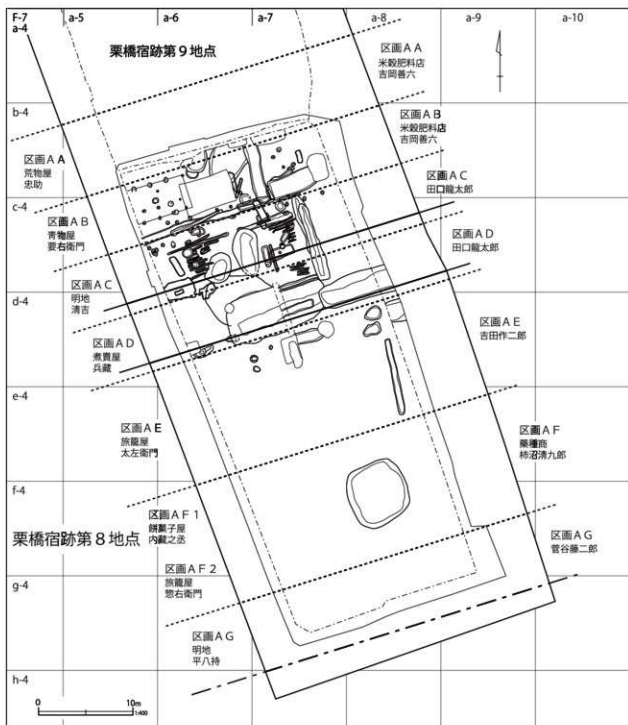 F-7
a-4
a-5
a-6
a-7
a-8
a-9
a-10
栗橋宿跡第9地点
区画AA
米穀肥料店
吉岡善六
b-4
区画AB
米穀肥料店
吉岡善六
区画AA
荒物屋
忠助
区画AC
田口龍太郎
c-4
区画AB
青物屋
要右衛門
区画AD
田口龍太郎
区画AC
明地
清吉
d-4
区画AE
吉田作二郎
区画AD
煮賣屋
兵藏
e-4
区画AE
旅籠屋
太左衛門
区画AF
藥種商
柿沼清九郎
f-4
区画AF1
餅菓子屋
内藏之丞
栗橋宿跡第8地点
区画AG
菅谷藤二郎
区画AF2
旅籠屋
惣右衛門
g-4
区画AG
明地
平八持
h-4
0
10m
1:400